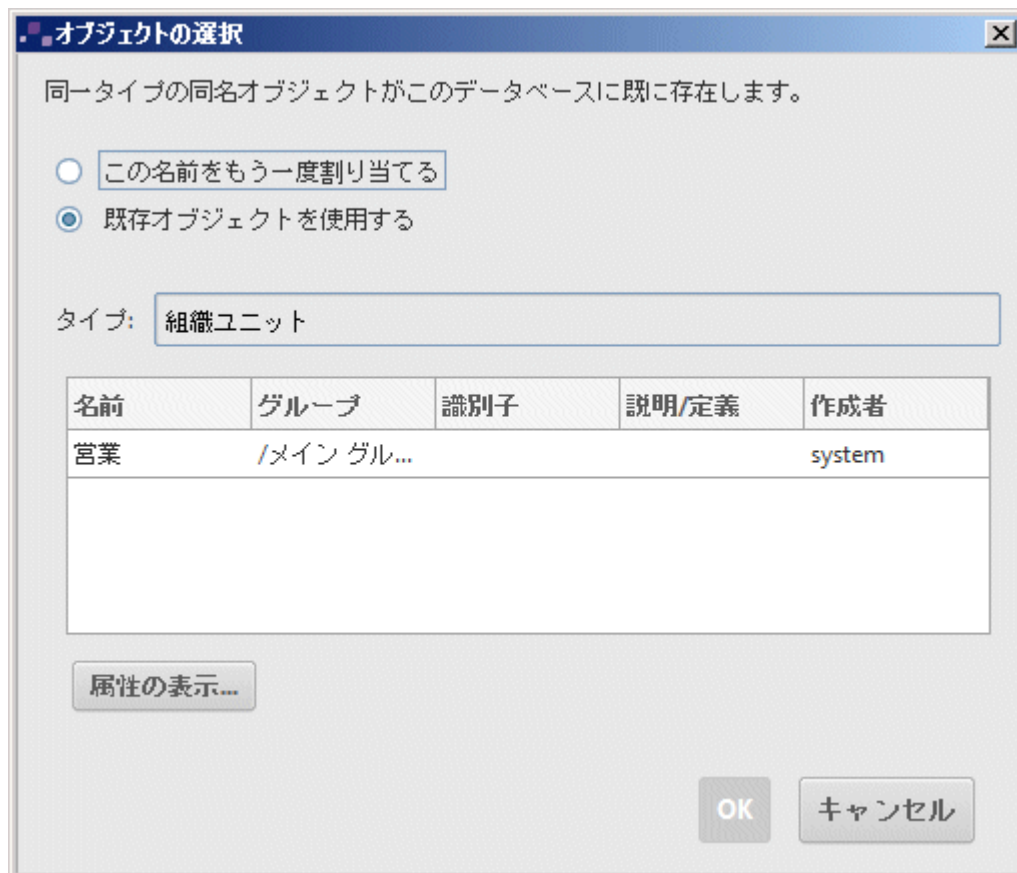 オブジェクトの選択
同一タイプの同名オブジェクトがこのデータベースに既に存在します。
この名前をもう一度割り当てる
既存オブジェクトを使用する
タイプ: 組織ユニット
名前 グループ 識別子 説明/定義 作成者
営業 /メイン グル... system
属性の表示...
OK キャンセル